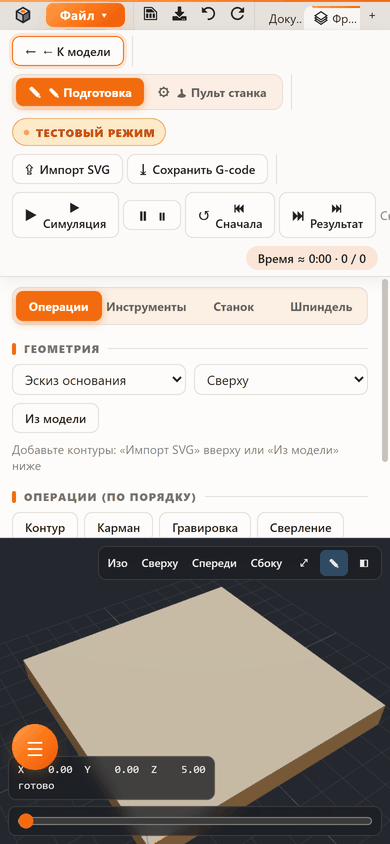 Файл ▾ Доку.. Фр... +
← ← К модели
Подготовка Пульт станка
ТЕСТОВЫЙ РЕЖИМ
Импорт SVG Сохранить G-code
Симуляция Сначала Результат
Время ≈ 0:00 · 0 / 0
Операции Инструменты Станок Шпиндель
ГЕОМЕТРИЯ
Эскиз основания Сверху
Из модели
Добавьте контуры: «Импорт SVG» вверху или «Из модели»
ниже
ОПЕРАЦИИ (ПО ПОРЯДКУ)
Контур Карман Гравировка Сверление
Изо Сверху Спереди Сбоку
X 0.00 Y 0.00 Z 5.00
готово